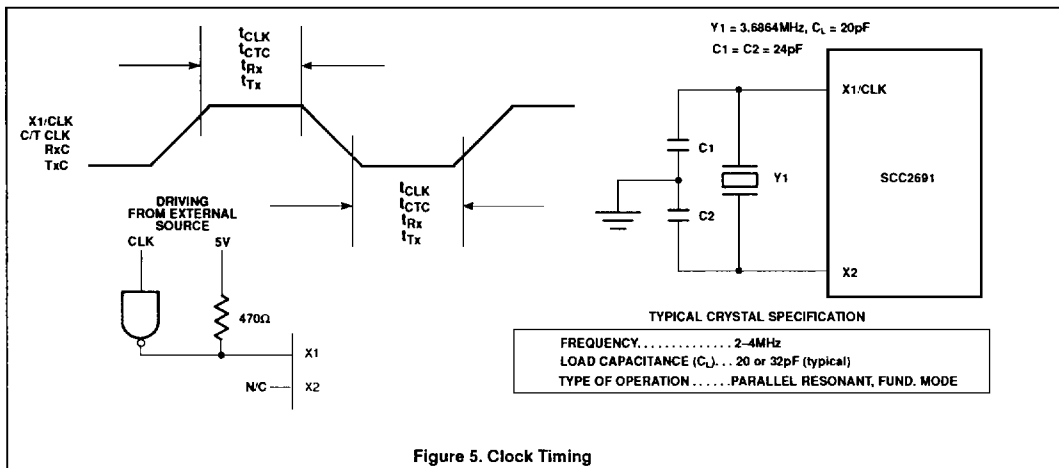 tCLK
tCTC
tRx
tTx
X1/CLK
C/T CLK
RxC
TxC
tCLK
tCTC
tRx
tTx
DRIVING
FROM EXTERNAL
SOURCE
CLK
5V
470Ω
X1
N/C
X2
Y1 = 3.6864MHz, CL = 20pF
C1 = C2 = 24pF
X1/CLK
C1
Y1
SCC2691
C2
X2
TYPICAL CRYSTAL SPECIFICATION
FREQUENCY. . . . . . . . . . . . . 2–4MHz
LOAD CAPACITANCE (CL). . . 20 or 32pF (typical)
TYPE OF OPERATION . . . . . . PARALLEL RESONANT, FUND. MODE
Figure 5. Clock Timing